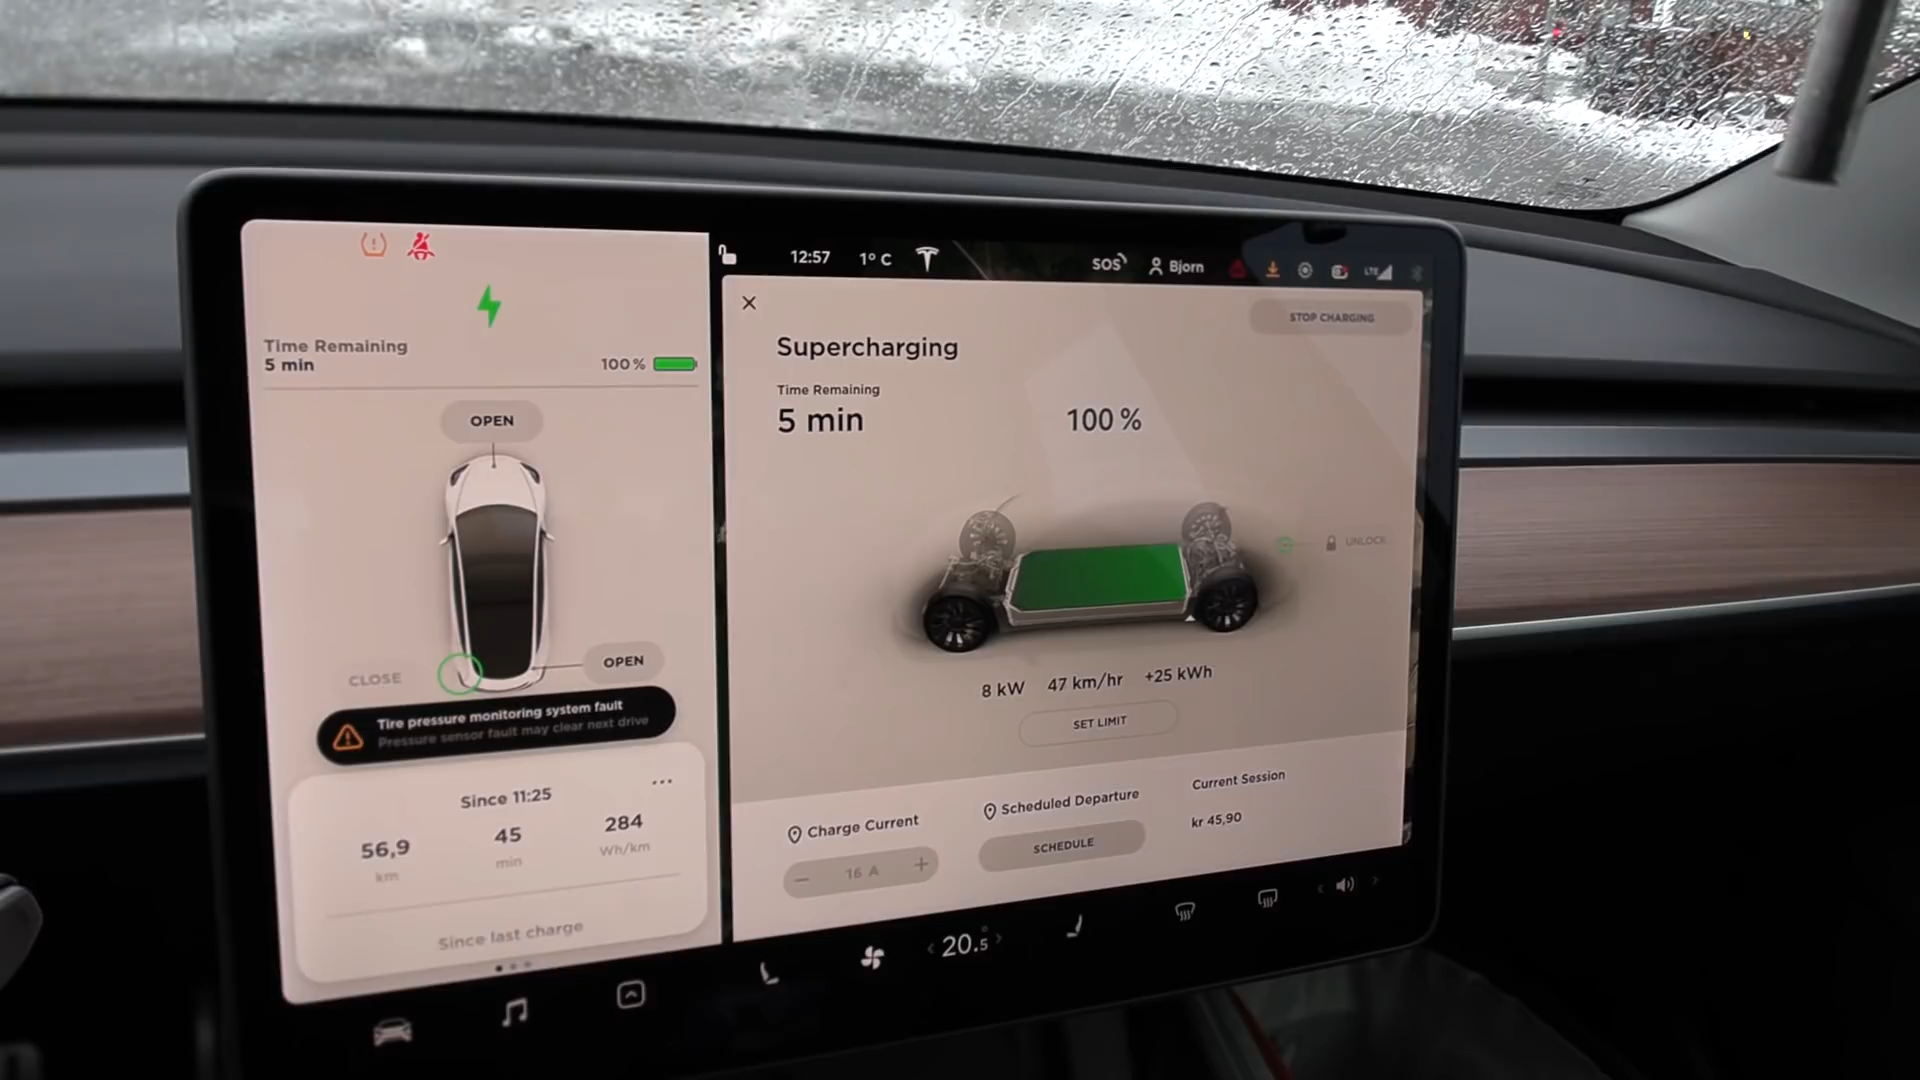 Time Remaining
5 min
100 %
OPEN
CLOSE
OPEN
Tire pressure monitoring system fault
Pressure sensor fault may clear next drive
Since 11:25
56,9
km
45
min
284
Wh/km
Since last charge
12:57
1° C
SOS
Bjorn
LTE
STOP CHARGING
Supercharging
Time Remaining
5 min
100 %
UNLOCK
8 kW
47 km/hr
+25 kWh
SET LIMIT
Charge Current
16 A
Scheduled Departure
SCHEDULE
Current Session
kr 45,90
20.5